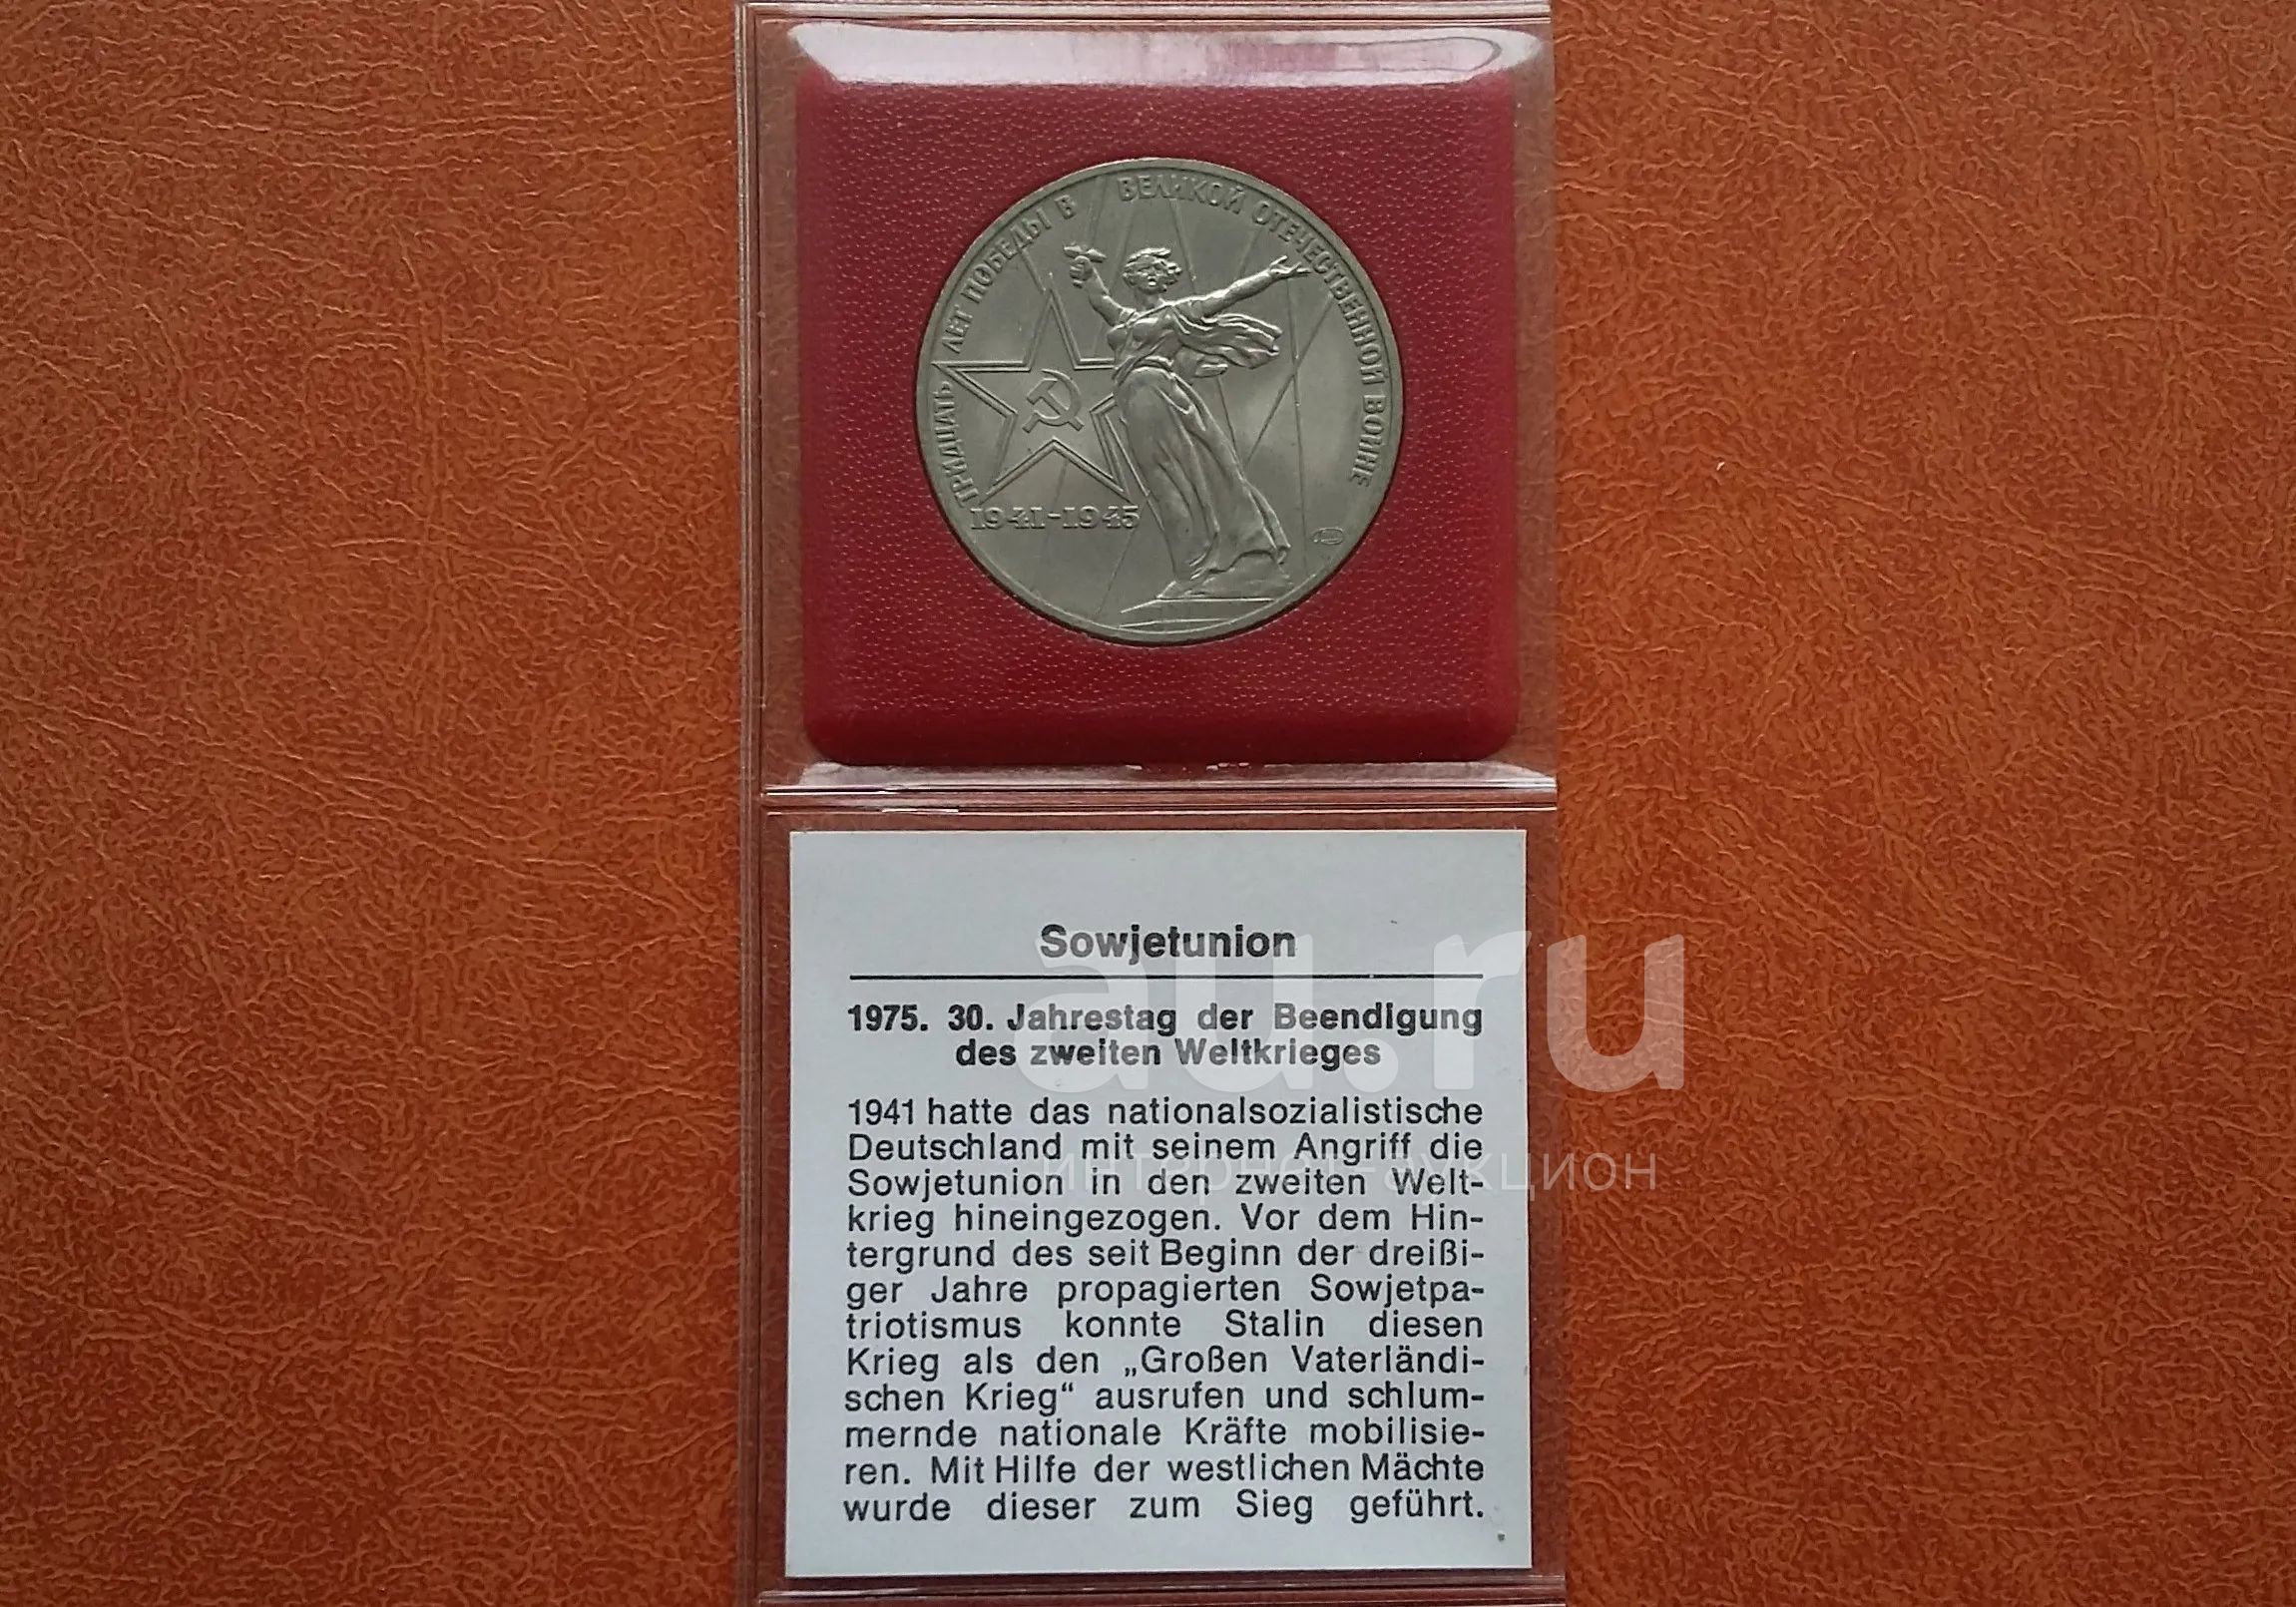 ТРИДЦАТЬ ЛЕТ ПОБЕДЫ В ВЕЛИКОЙ ОТЕЧЕСТВЕННОЙ ВОЙНЕ
1941-1945
Sowjetunion
1975. 30. Jahrestag der Beendigung
des zweiten Weltkrieges
1941 hatte das nationalsozialistische
Deutschland mit seinem Angriff die
Sowjetunion in den zweiten Welt-
krieg hineingezogen. Vor dem Hin-
tergrund des seit Beginn der dreißi-
ger Jahre propagierten Sowjetpa-
triotismus konnte Stalin diesen
Krieg als den „Großen Vaterländi-
schen Krieg“ ausrufen und schlum-
mernde nationale Kräfte mobilisie-
ren. Mit Hilfe der westlichen Mächte
wurde dieser zum Sieg geführt.
au.ru
интернет-аукцион